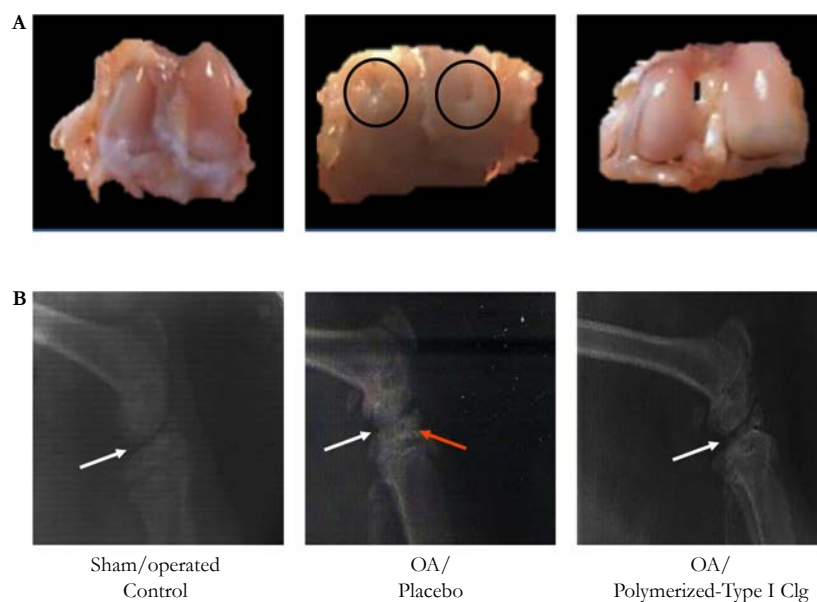 A
B
Sham/operated
Control
OA/
Placebo
OA/
Polymerized-Type I Clg